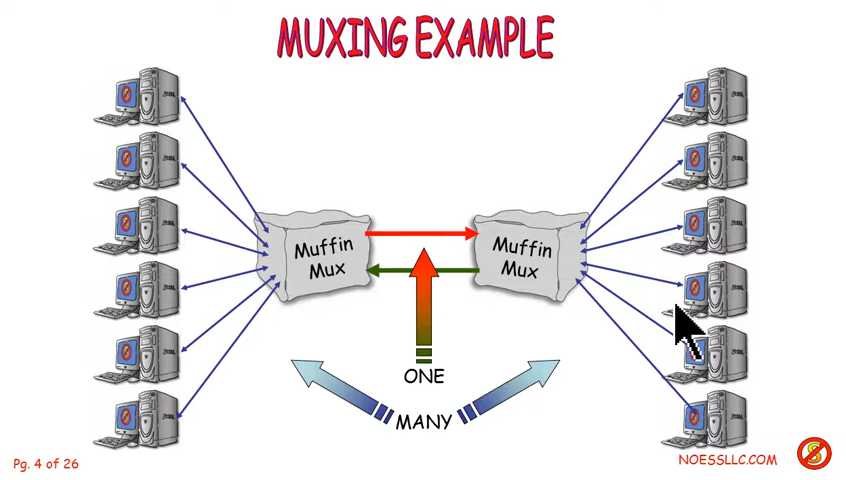 MUXING EXAMPLE
Muffin
Mux
Muffin
Mux
ONE
MANY
Pg. 4 of 26
NOESSLLC.COM
S